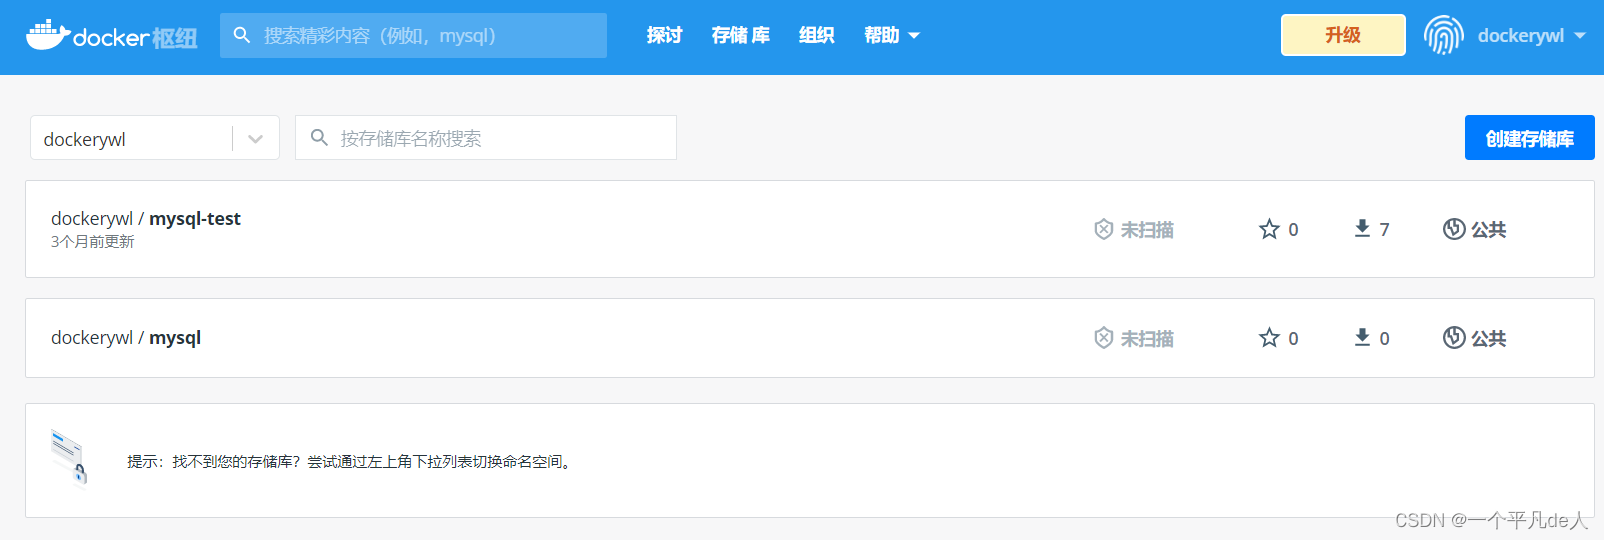 docker枢纽 搜索精彩内容（例如，mysql） 探讨 存储 库 组织 帮助 升级 dockerywl
dockerywl 按存储库名称搜索 创建存储库
dockerywl / mysql-test 未扫描 0 7 公共
3个月前更新
dockerywl / mysql 未扫描 0 0 公共
提示：找不到您的存储库？尝试通过左上角下拉列表切换命名空间。
CSDN @一个平凡de人